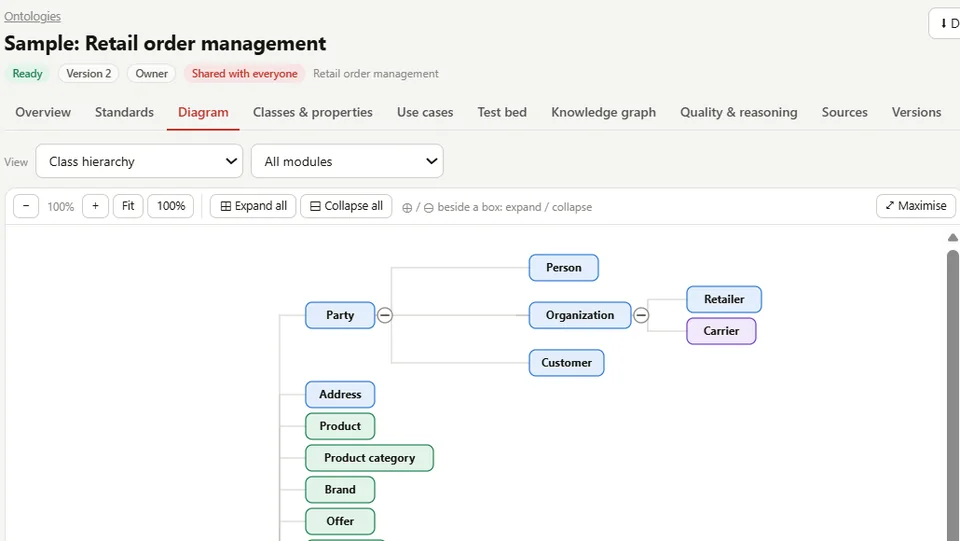 Ontologies
⬇ D
Sample: Retail order management
Ready Version 2 Owner Shared with everyone Retail order management
Overview Standards Diagram Classes & properties Use cases Test bed Knowledge graph Quality & reasoning Sources Versions
View Class hierarchy All modules
− 100% + Fit 100% Expand all Collapse all ⊕ / ⊖ beside a box: expand / collapse Maximise
Person
Retailer
Party Organization
Carrier
Customer
Address
Product
Product category
Brand
Offer